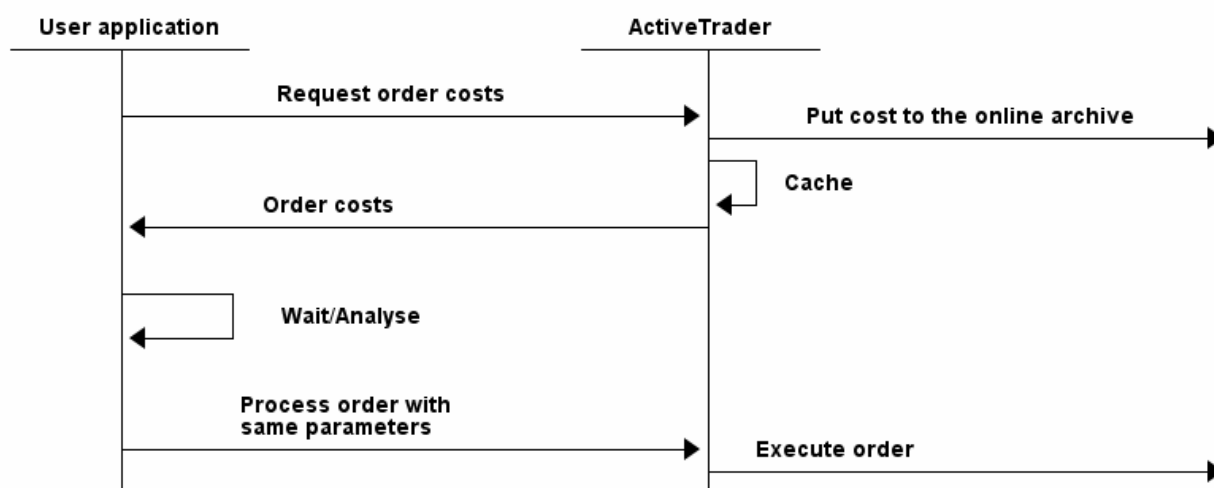 User application
ActiveTrader
Request order costs
Put cost to the online archive
Cache
Order costs
Wait/Analyse
Process order with
same parameters
Execute order